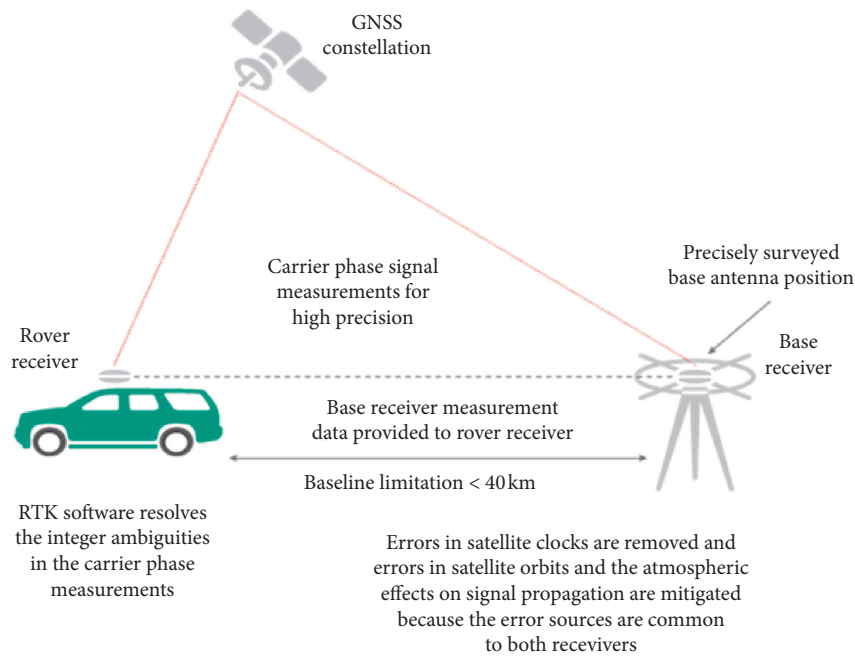 GNSS
constellation
Precisely surveyed
base antenna position
Carrier phase signal
measurements for
high precision
Rover
receiver
Base
receiver
Base receiver measurement
data provided to rover receiver
Baseline limitation < 40 km
RTK software resolves
the integer ambiguities
in the carrier phase
measurements
Errors in satellite clocks are removed and
errors in satellite orbits and the atmospheric
effects on signal propagation are mitigated
because the error sources are common
to both recevivers